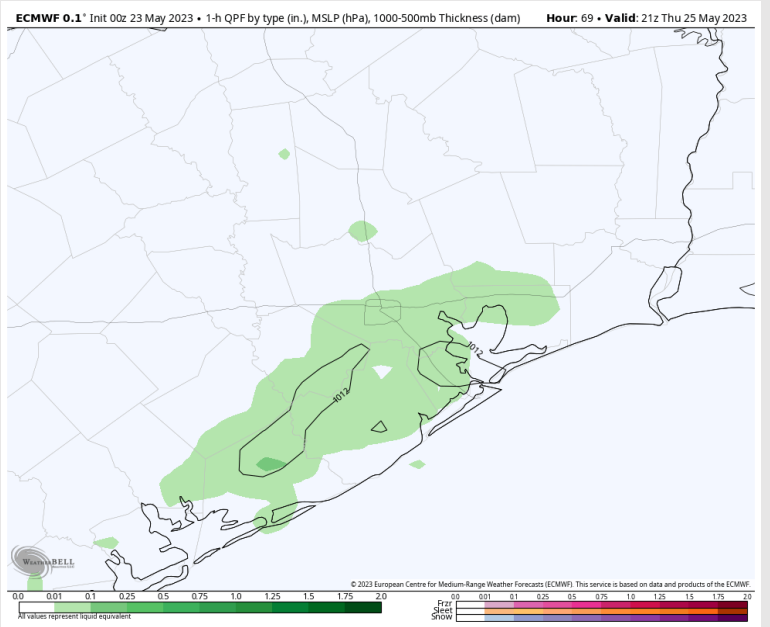 ECMWF 0.1° Init 00z 23 May 2023 • 1-h QPF by type (in.), MSLP (hPa), 1000-500mb Thickness (dam) Hour: 69 • Valid: 21z Thu 25 May 2023
1012
1012
WEATHERBELL
© 2023 European Centre for Medium-Range Weather Forecasts (ECMWF). This service is based on data and products of the ECMWF.
0.0 0.01 0.1 0.25 0.5 0.75 1.0 1.25 1.5 1.75 2.0
All values represent liquid equivalent
0.0 0.01 0.1 0.25 0.5 0.75 1.0 1.25 1.5 1.75 2.0
Frzr
Sleet
Snow